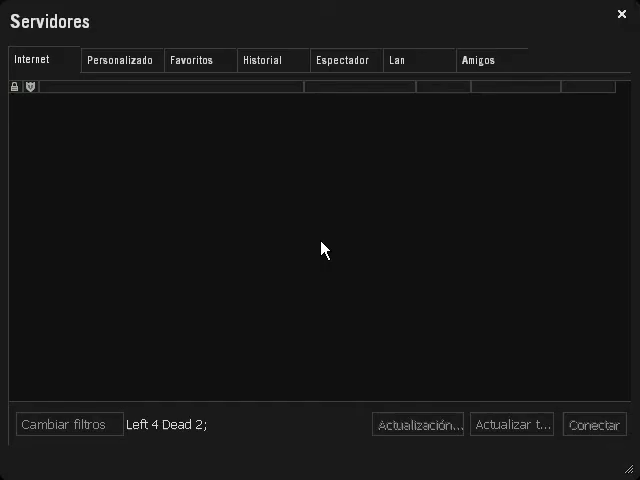 Servidores
Internet Personalizado Favoritos Historial Espectador Lan Amigos
Cambiar filtros Left 4 Dead 2; Actualización... Actualizar t... Conectar